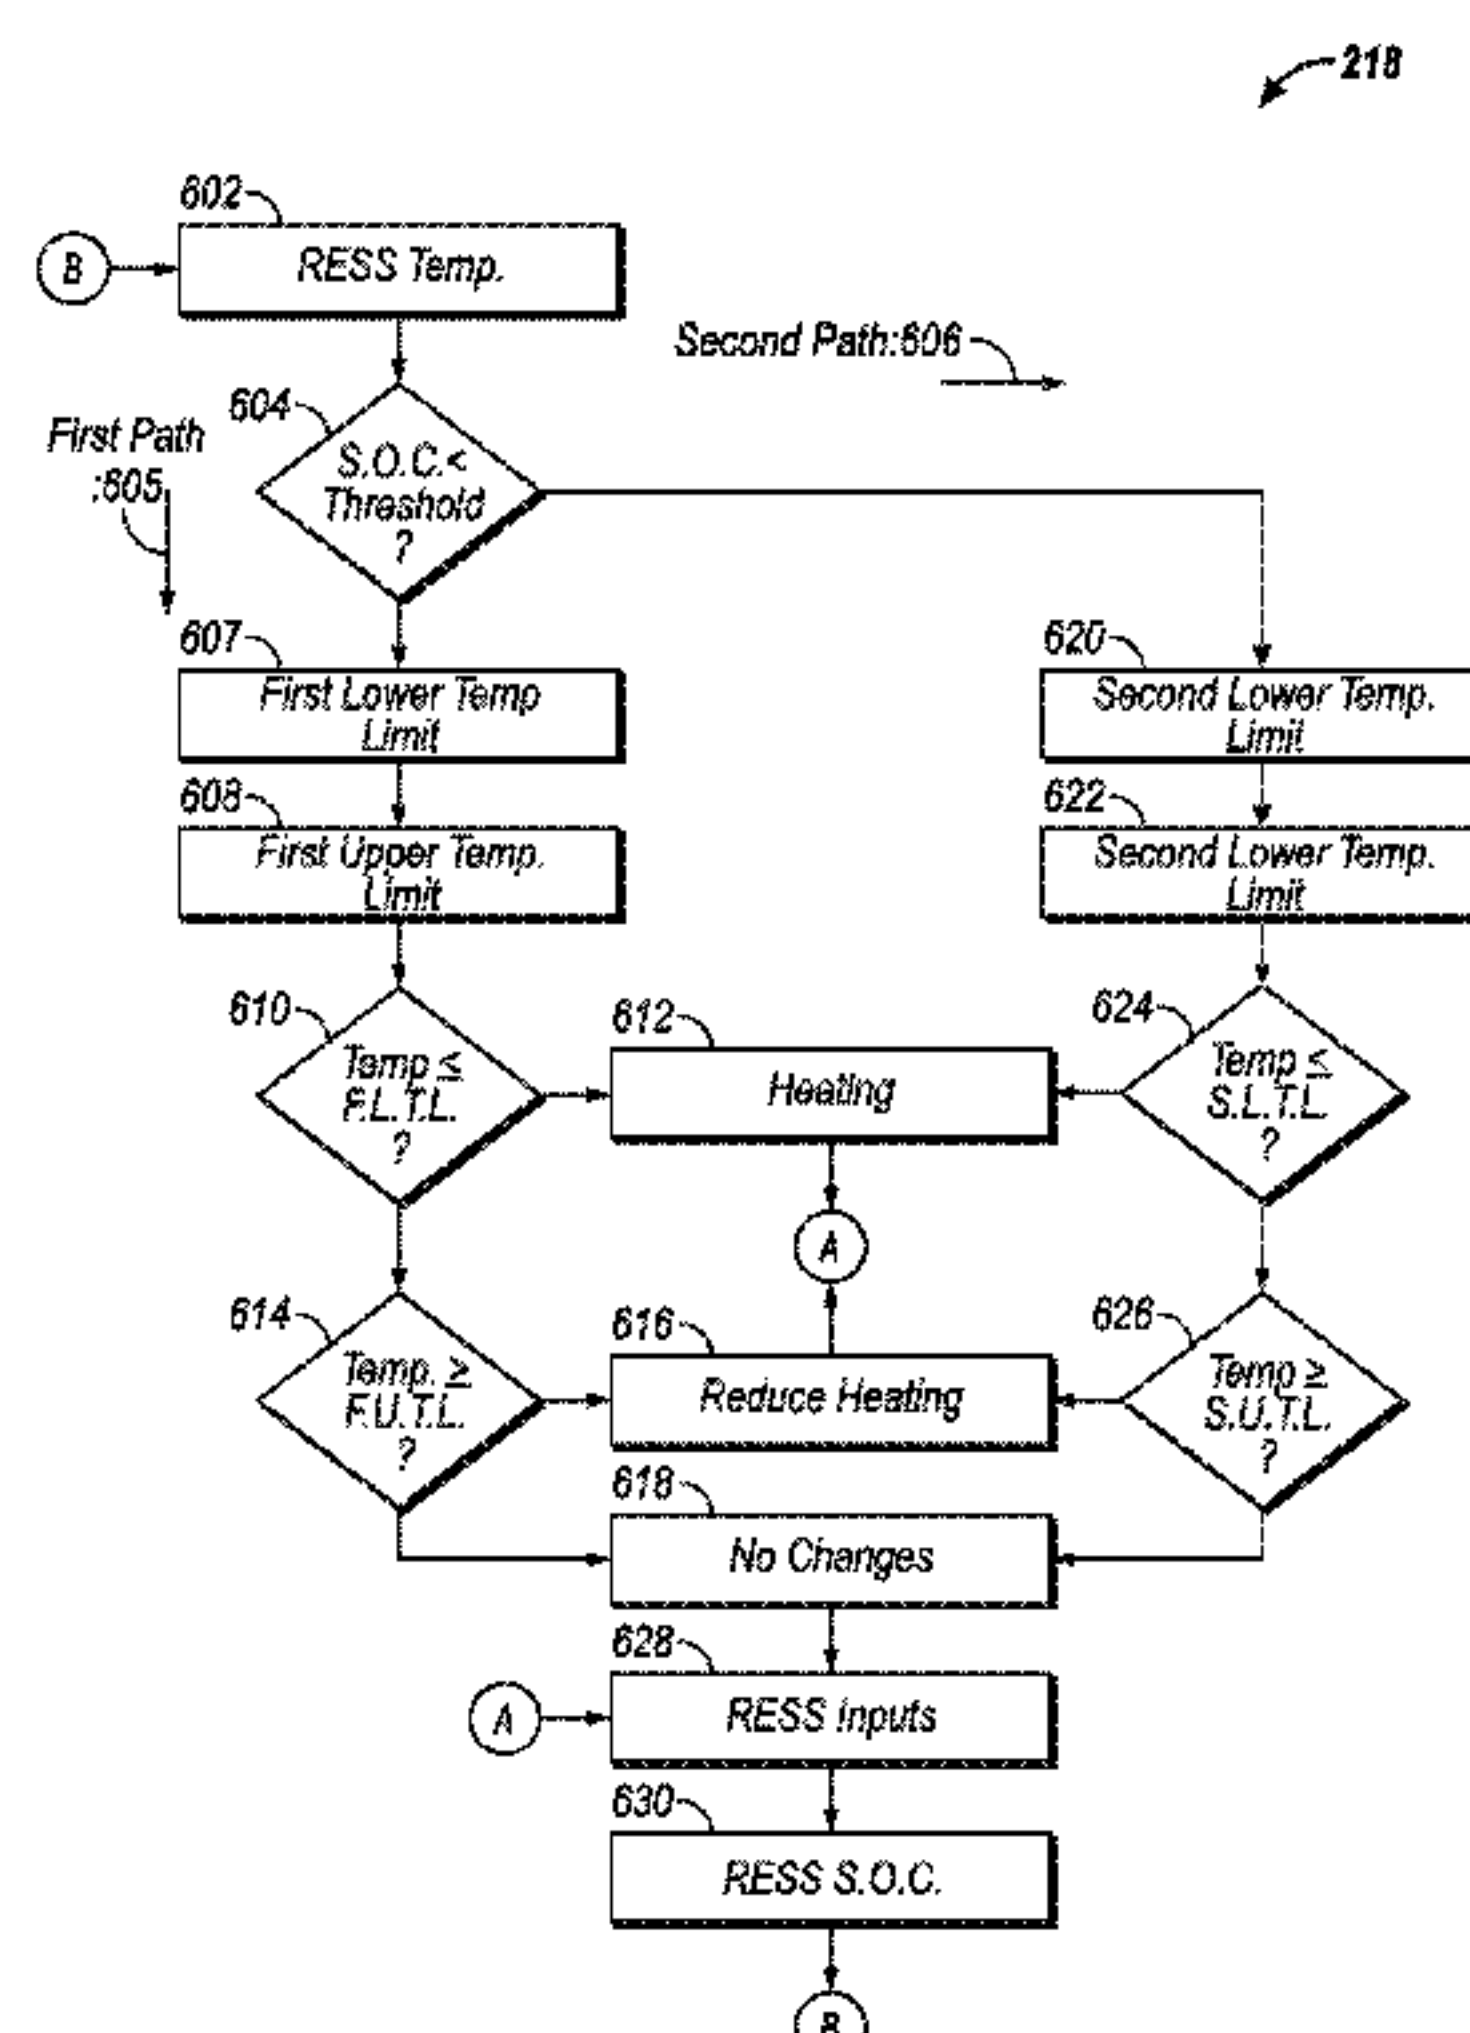 218
602
B
RESS Temp.
Second Path:606
604
First Path
:605
S.O.C.<
Threshold
?
607
First Lower Temp
Limit
620
Second Lower Temp.
Limit
608
First Upper Temp.
Limit
622
Second Lower Temp.
Limit
610
Temp ≤
F.L.T.L.
?
612
Heating
624
Temp ≤
S.L.T.L.
?
A
614
Temp. ≥
F.U.T.L.
?
616
Reduce Heating
626
Temp ≥
S.U.T.L.
?
618
No Changes
628
A
RESS Inputs
630
RESS S.O.C.
B